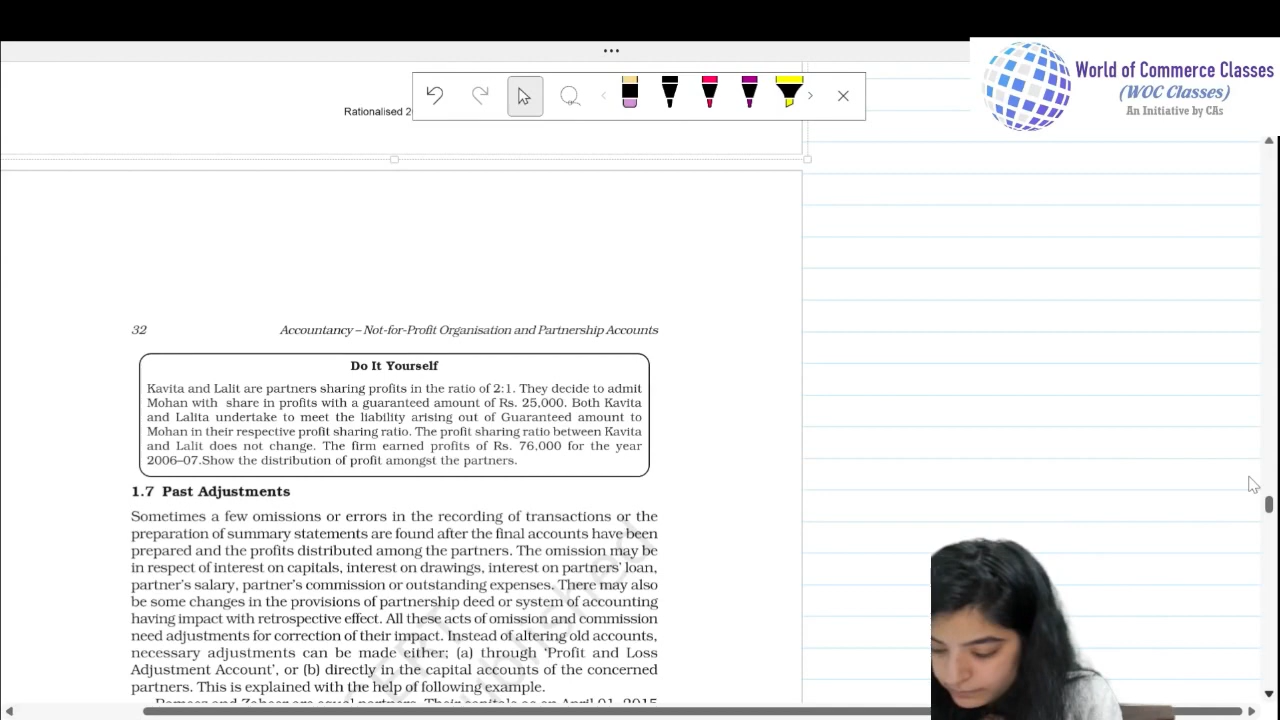 World of Commerce Classes
(WOC Classes)
An Initiative by CAs
Rationalised 2
32
Accountancy – Not-for-Profit Organisation and Partnership Accounts
Do It Yourself
Kavita and Lalit are partners sharing profits in the ratio of 2:1. They decide to admit
Mohan with share in profits with a guaranteed amount of Rs. 25,000. Both Kavita
and Lalita undertake to meet the liability arising out of Guaranteed amount to
Mohan in their respective profit sharing ratio. The profit sharing ratio between Kavita
and Lalit does not change. The firm earned profits of Rs. 76,000 for the year
2006–07.Show the distribution of profit amongst the partners.
1.7 Past Adjustments
Sometimes a few omissions or errors in the recording of transactions or the
preparation of summary statements are found after the final accounts have been
prepared and the profits distributed among the partners. The omission may be
in respect of interest on capitals, interest on drawings, interest on partners' loan,
partner's salary, partner's commission or outstanding expenses. There may also
be some changes in the provisions of partnership deed or system of accounting
having impact with retrospective effect. All these acts of omission and commission
need adjustments for correction of their impact. Instead of altering old accounts,
necessary adjustments can be made either; (a) through 'Profit and Loss
Adjustment Account', or (b) directly in the capital accounts of the concerned
partners. This is explained with the help of following example.
are equal partners. Their capitals as on April 01, 2015